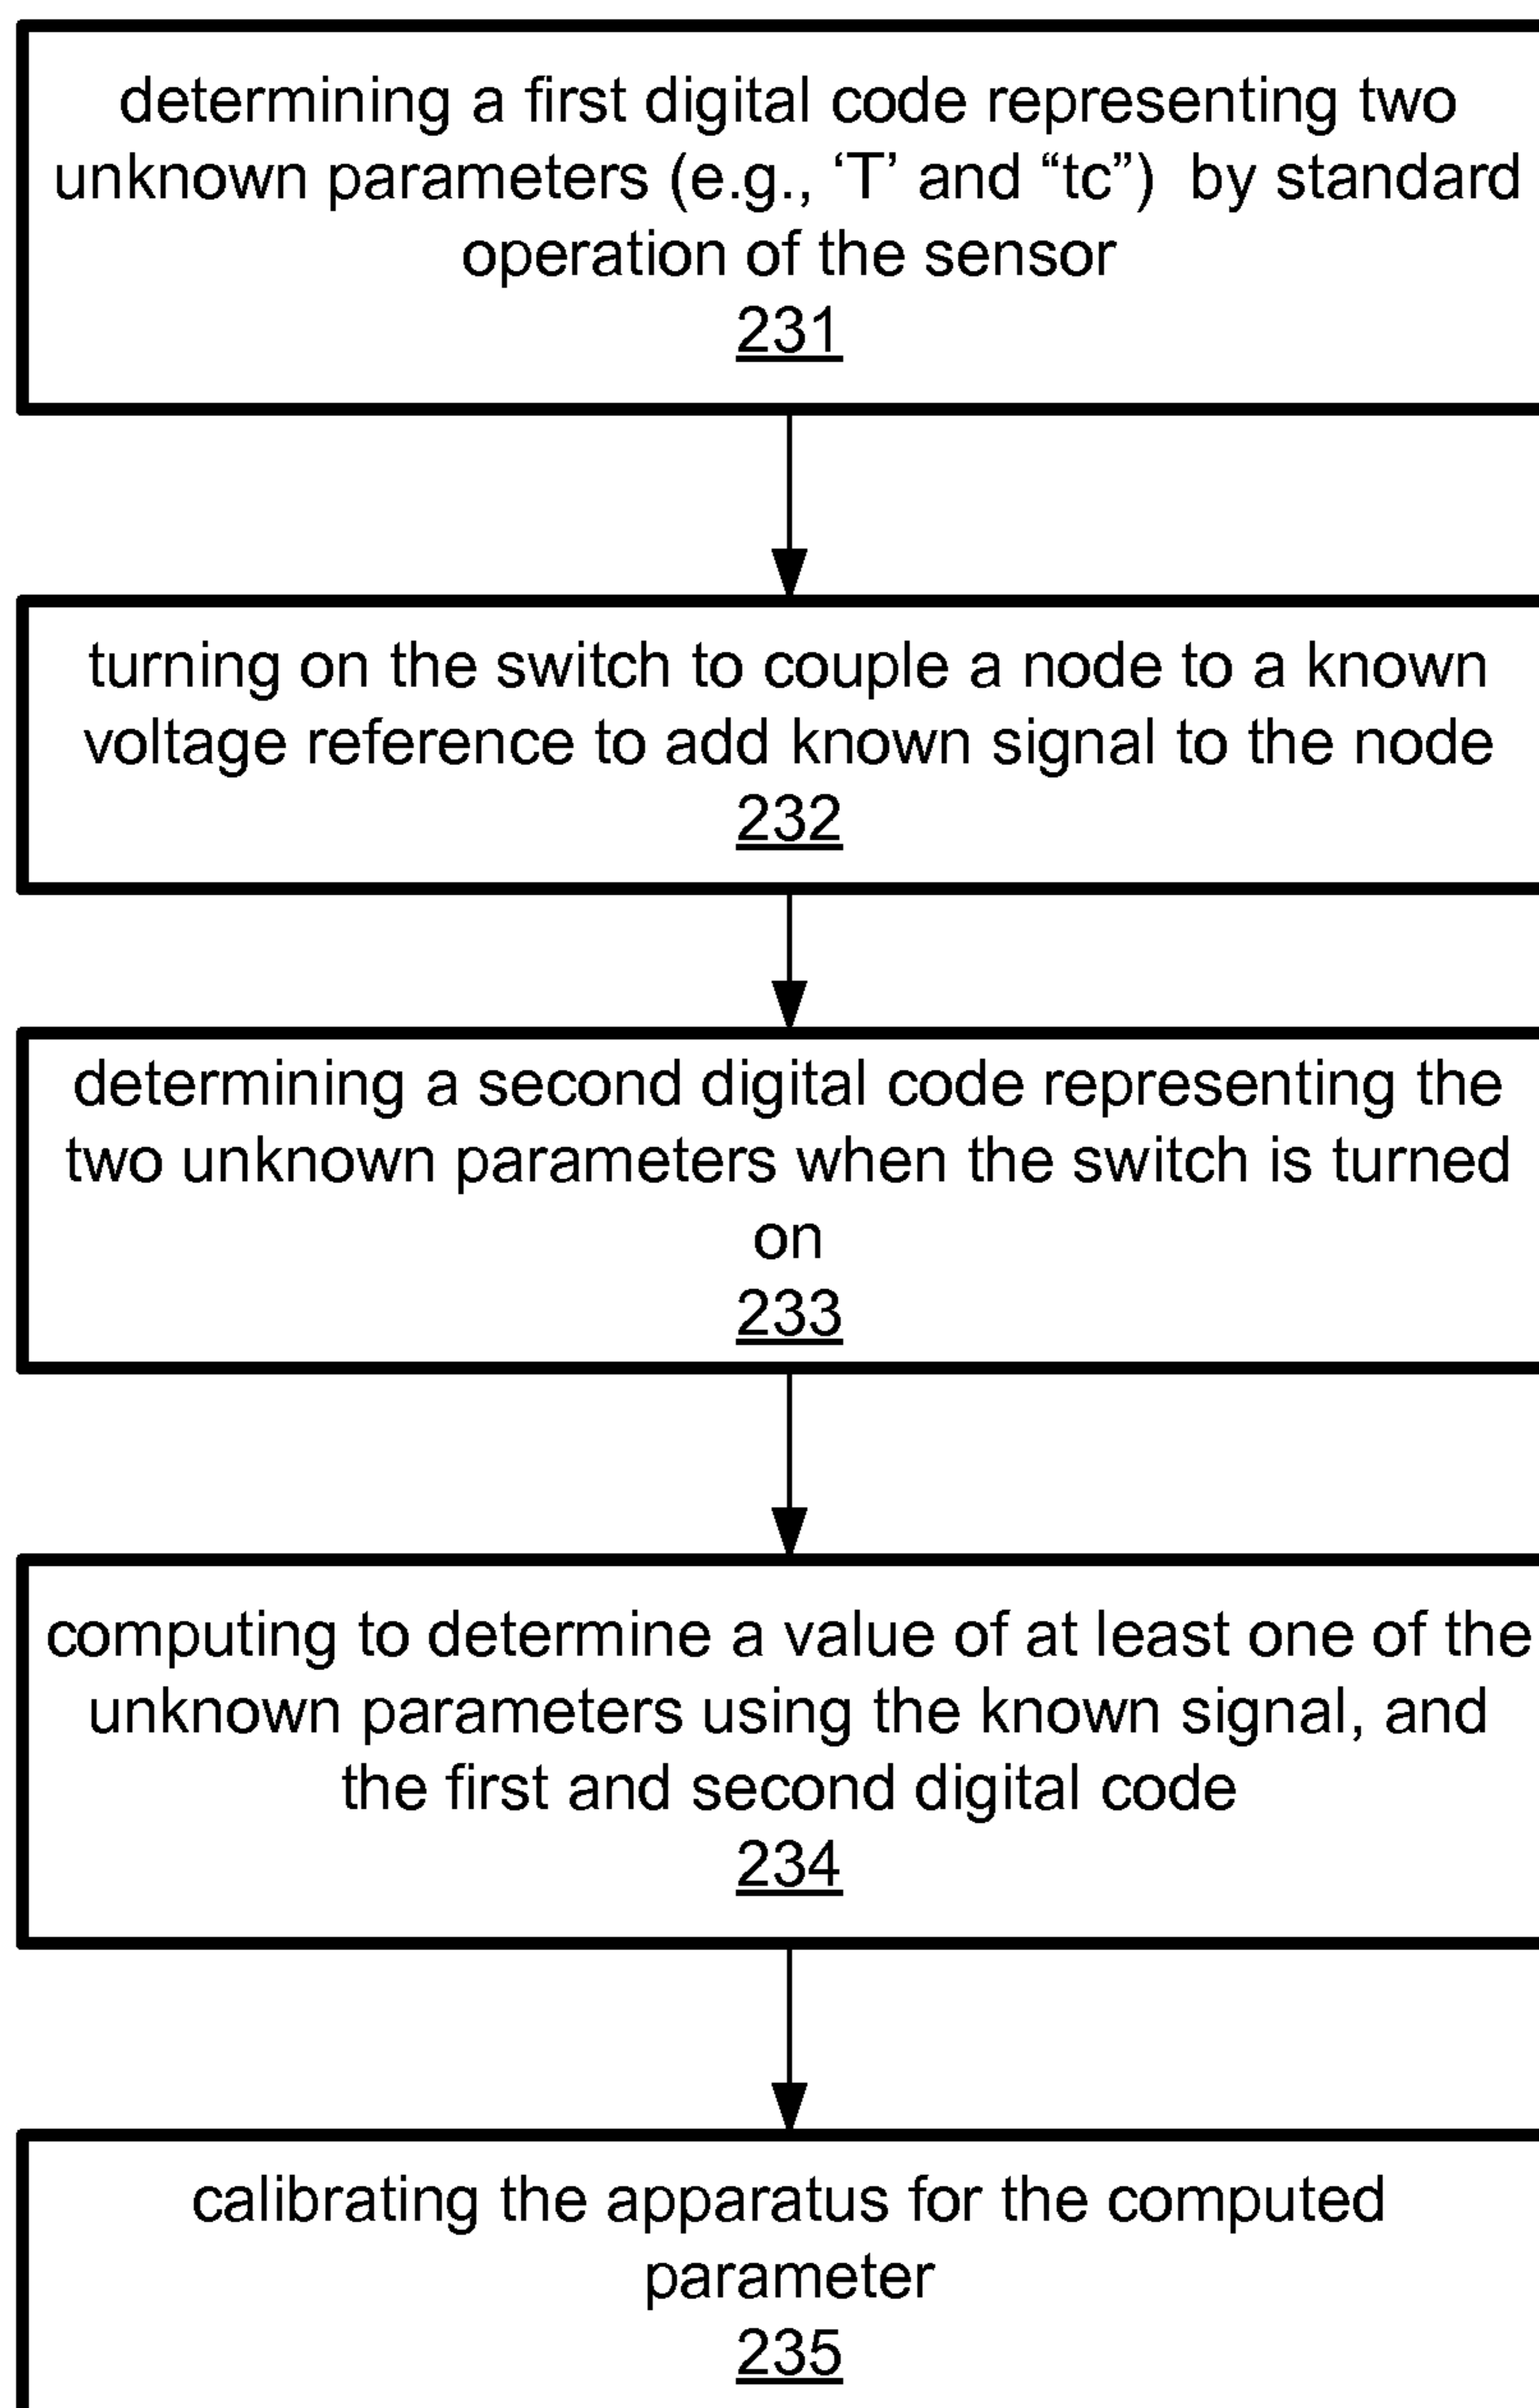 determining a first digital code representing two
unknown parameters (e.g., ‘T’ and “tc”) by standard
operation of the sensor
231
turning on the switch to couple a node to a known
voltage reference to add known signal to the node
232
determining a second digital code representing the
two unknown parameters when the switch is turned
on
233
computing to determine a value of at least one of the
unknown parameters using the known signal, and
the first and second digital code
234
calibrating the apparatus for the computed
parameter
235